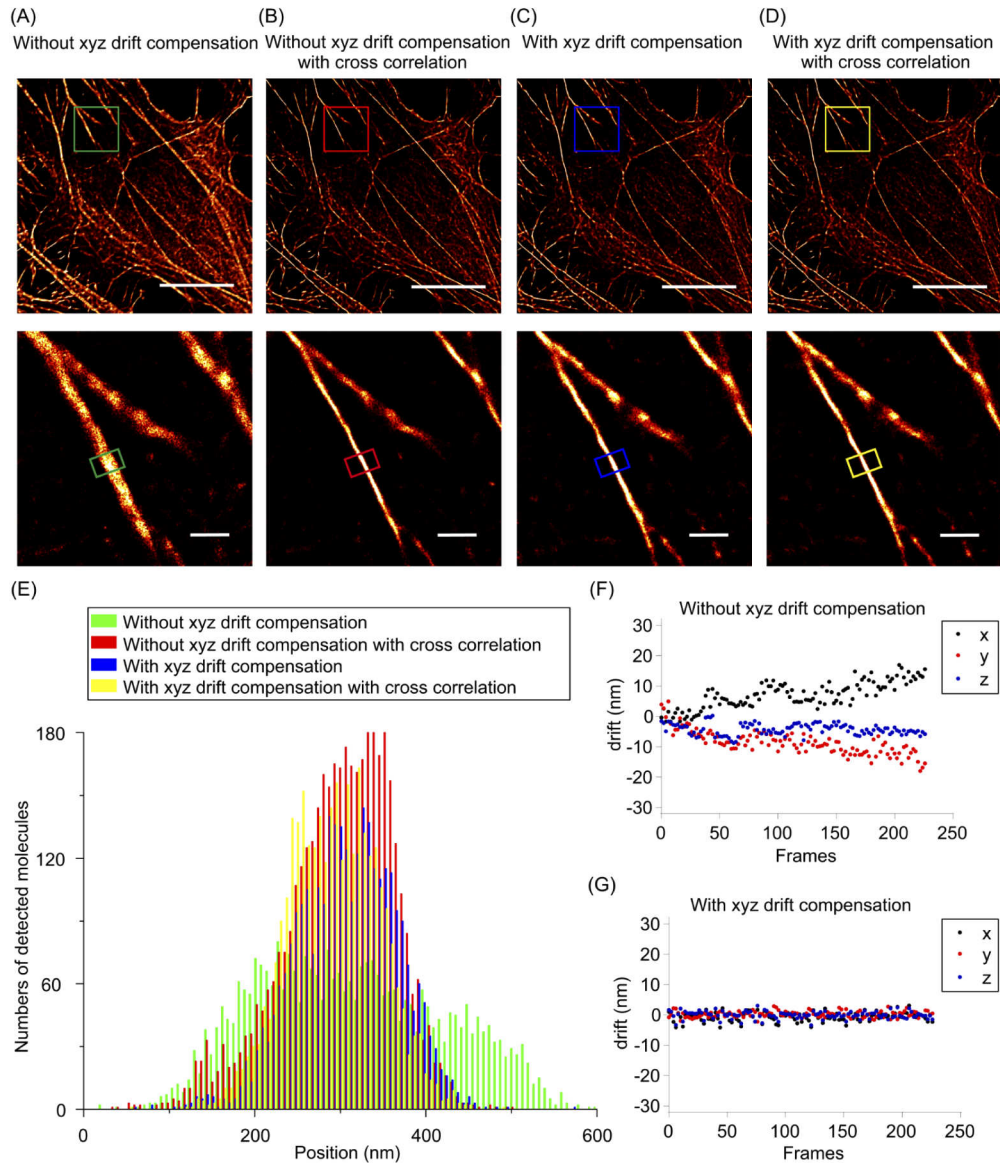 (A)
Without xyz drift compensation
(B)
Without xyz drift compensation
with cross correlation
(C)
With xyz drift compensation
(D)
With xyz drift compensation
with cross correlation
(E)
Without xyz drift compensation
Without xyz drift compensation with cross correlation
With xyz drift compensation
With xyz drift compensation with cross correlation
Numbers of detected molecules
180
120
60
0
0
200
400
600
Position (nm)
(F)
Without xyz drift compensation
x
y
z
drift (nm)
30
20
10
0
-10
-20
-30
0
50
100
150
200
250
Frames
(G)
With xyz drift compensation
x
y
z
drift (nm)
30
20
10
0
-10
-20
-30
0
50
100
150
200
250
Frames